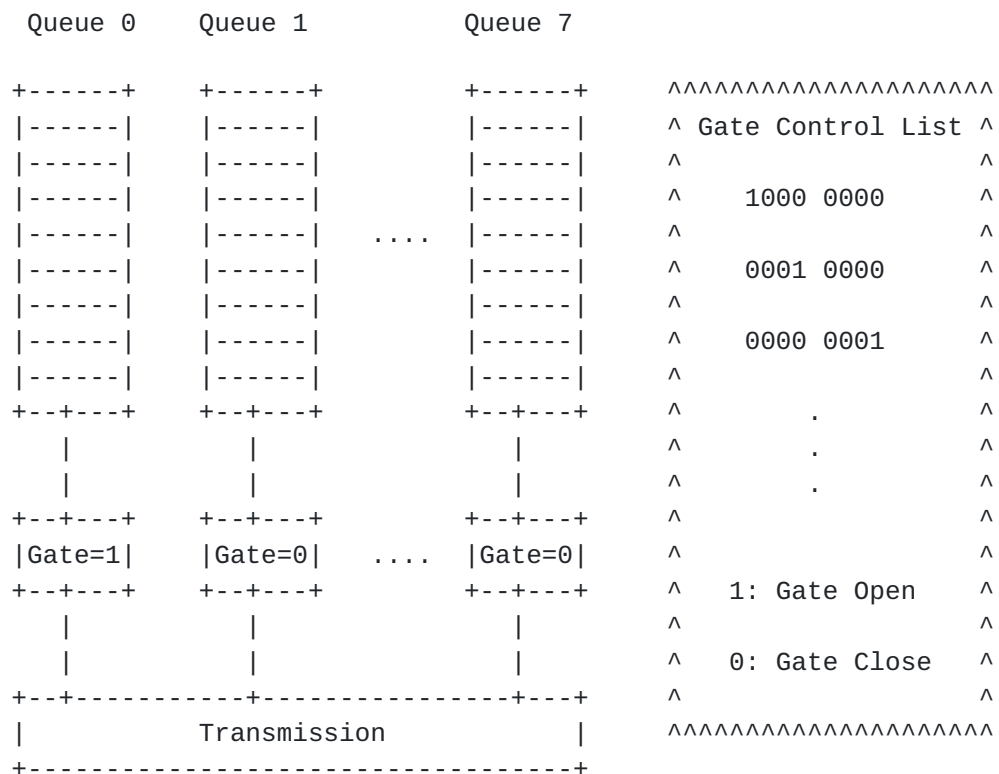 Queue 0    Queue 1          Queue 7
Gate Control List
1000 0000
....
0001 0000
0000 0001
.
.
.
Gate=1    Gate=0    ....    Gate=0
1: Gate Open
0: Gate Close
Transmission